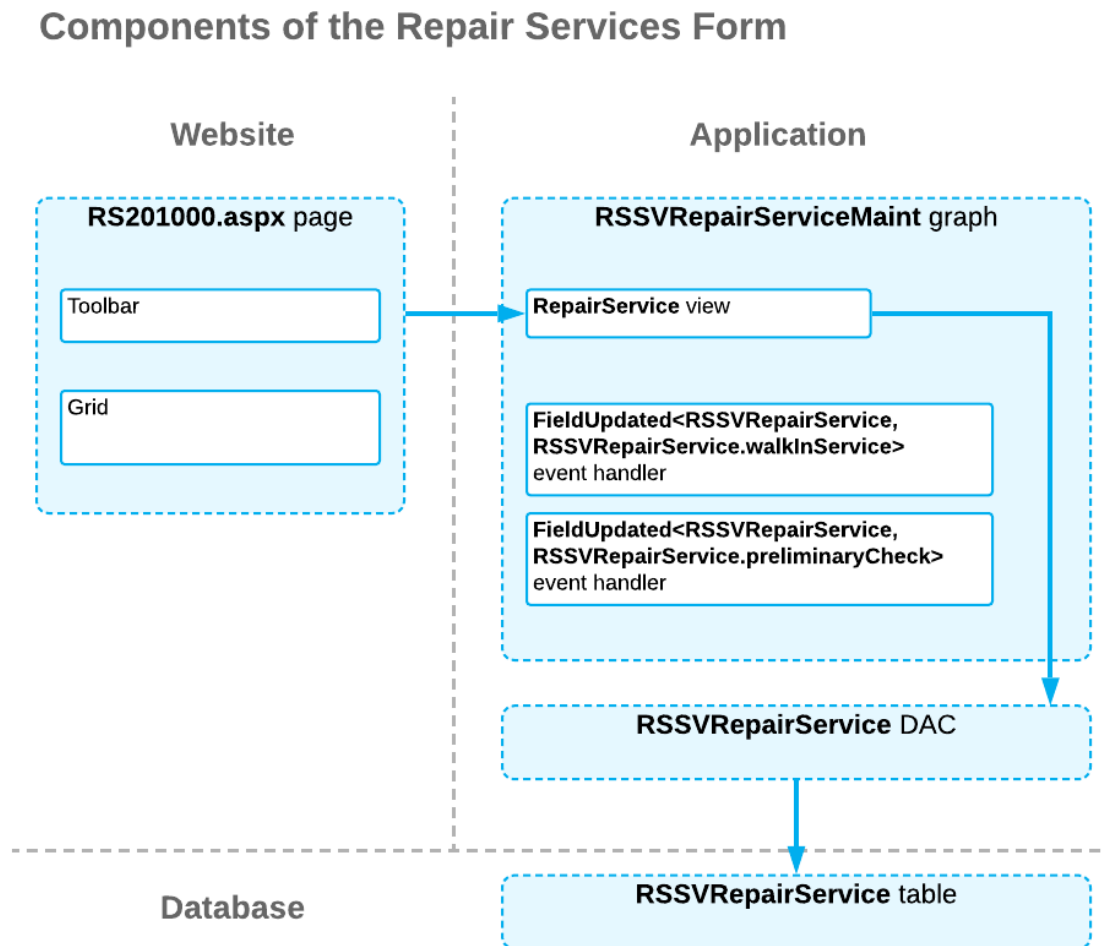 Components of the Repair Services Form
Website
Application
RS201000.aspx page
Toolbar
Grid
RSSVRepairServiceMaint graph
RepairService view
FieldUpdated<RSSVRepairService,
RSSVRepairService.walkInService>
event handler
FieldUpdated<RSSVRepairService,
RSSVRepairService.preliminaryCheck>
event handler
RSSVRepairService DAC
Database
RSSVRepairService table